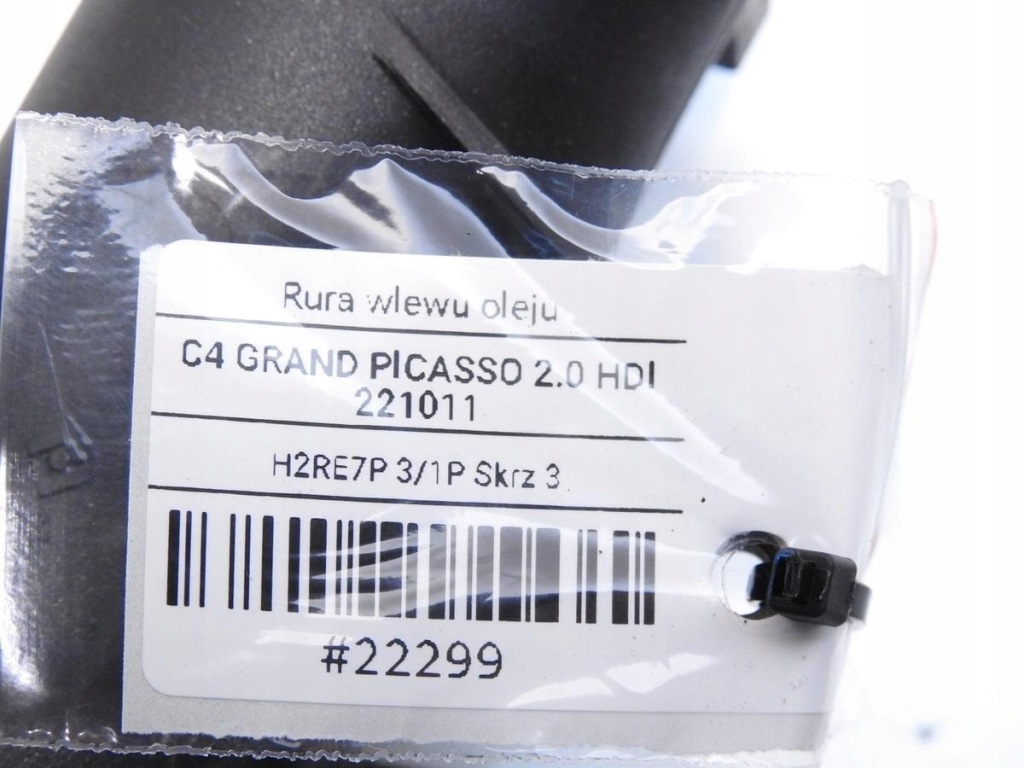 Rura wlewu oleju
C4 GRAND PICASSO 2.0 HDI
221011
H2RE7P 3/1P Skrz 3
#22299